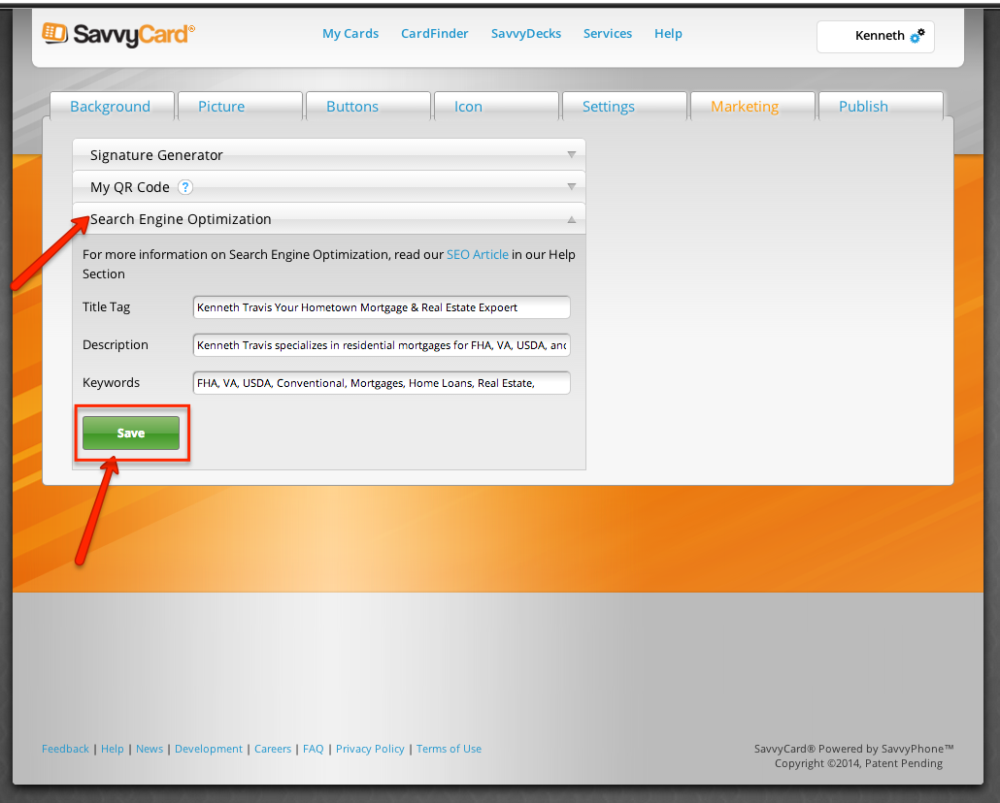 SavvyCard®
My Cards CardFinder SavvyDecks Services Help
Kenneth
Background Picture Buttons Icon Settings Marketing Publish
Signature Generator
My QR Code ?
Search Engine Optimization
For more information on Search Engine Optimization, read our SEO Article in our Help
Section
Title Tag Kenneth Travis Your Hometown Mortgage & Real Estate Expoert
Description Kenneth Travis specializes in residential mortgages for FHA, VA, USDA, and
Keywords FHA, VA, USDA, Conventional, Mortgages, Home Loans, Real Estate,
Save
Feedback | Help | News | Development | Careers | FAQ | Privacy Policy | Terms of Use
SavvyCard® Powered by SavvyPhone™
Copyright ©2014, Patent Pending